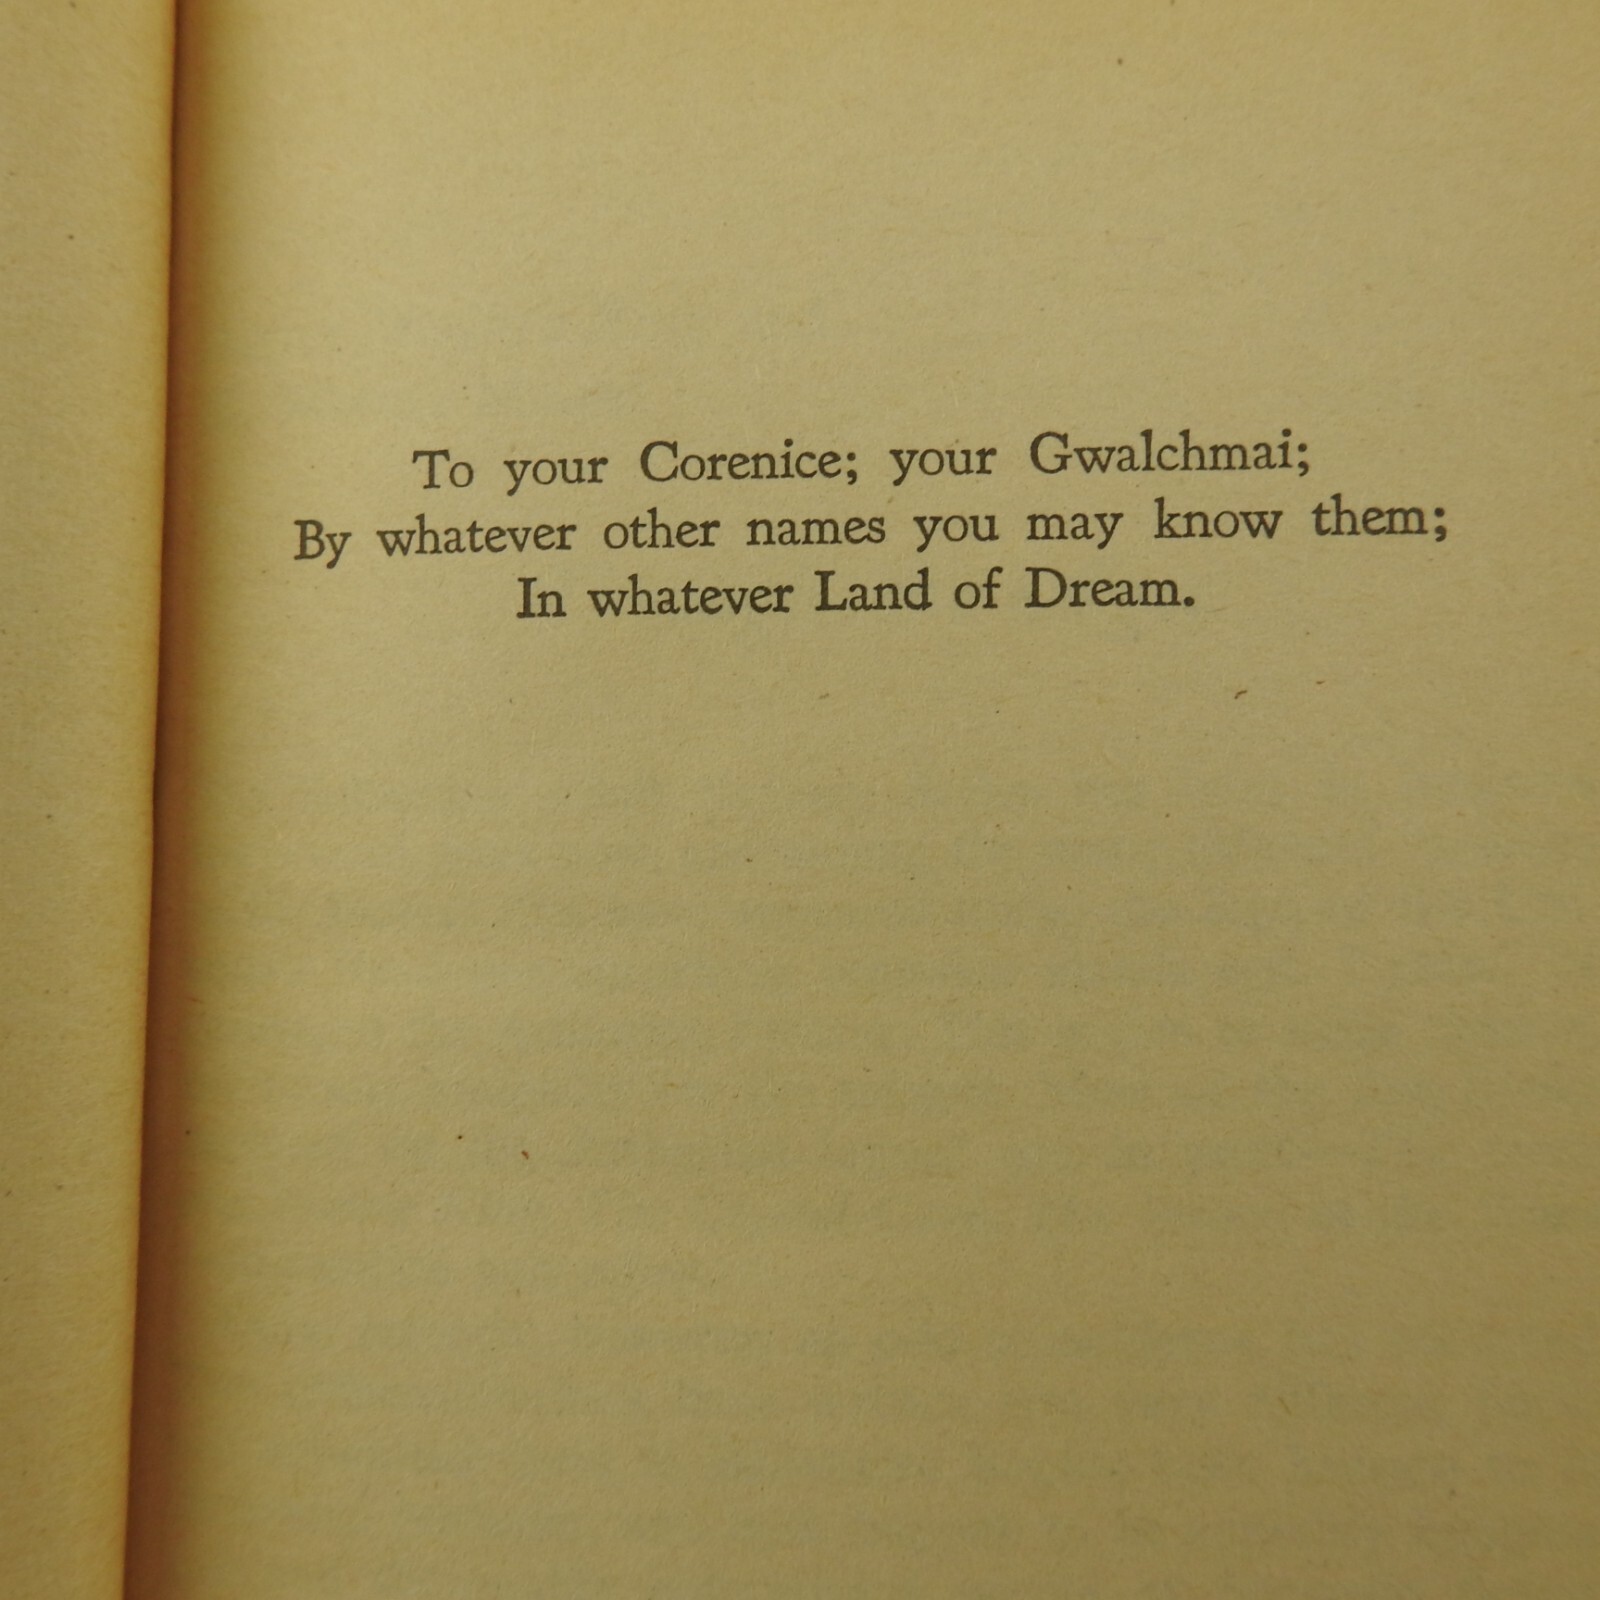 To your Corenice; your Gwalchmai;
By whatever other names you may know them;
In whatever Land of Dream.